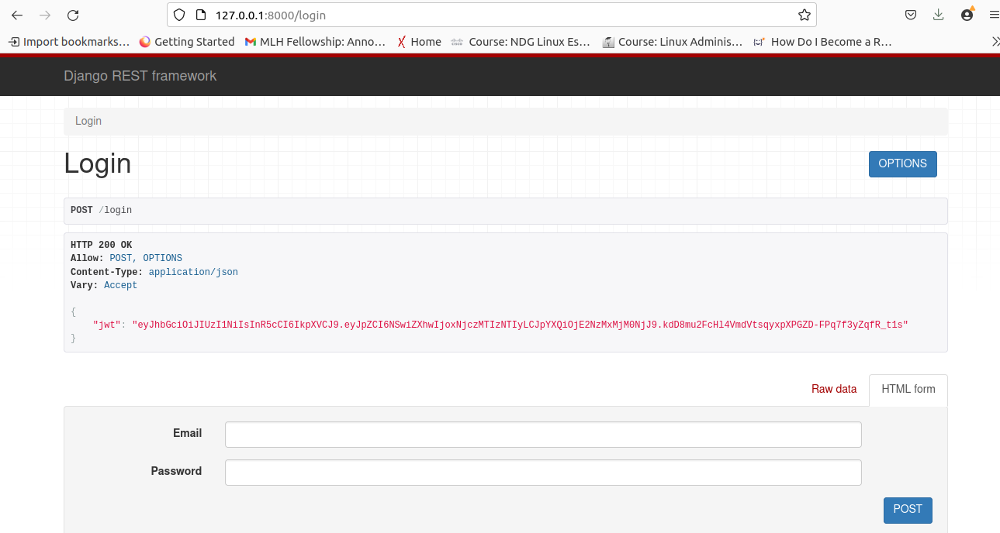 127.0.0.1:8000/login
Import bookmarks... Getting Started MLH Fellowship: Anno... Home Course: NDG Linux Es... Course: Linux Adminis... How Do I Become a R...
Django REST framework
Login
Login
OPTIONS
POST /login
HTTP 200 OK
Allow: POST, OPTIONS
Content-Type: application/json
Vary: Accept
{
"jwt": "eyJhbGciOiJIUzI1NiIsInR5cCI6IkpXVCJ9.eyJpZCI6NSwiZXhwIjoxNjczMTIzNTIyLCJpYXQiOjE2NzMxMjM0NjJ9.kdD8mu2FcHl4VmdVtsqyxpXPGZD-FPq7f3yZqfR_t1s"
}
Raw data HTML form
Email
Password
POST